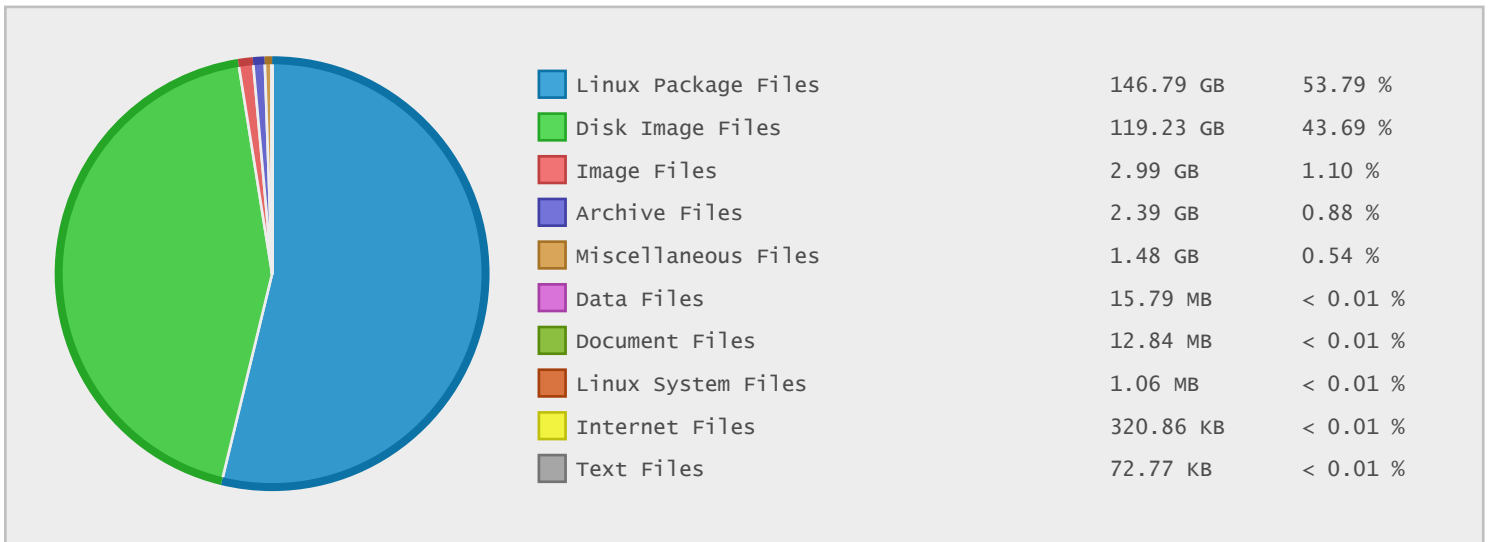 Linux Package Files 146.79 GB 53.79 %
Disk Image Files 119.23 GB 43.69 %
Image Files 2.99 GB 1.10 %
Archive Files 2.39 GB 0.88 %
Miscellaneous Files 1.48 GB 0.54 %
Data Files 15.79 MB < 0.01 %
Document Files 12.84 MB < 0.01 %
Linux System Files 1.06 MB < 0.01 %
Internet Files 320.86 KB < 0.01 %
Text Files 72.77 KB < 0.01 %